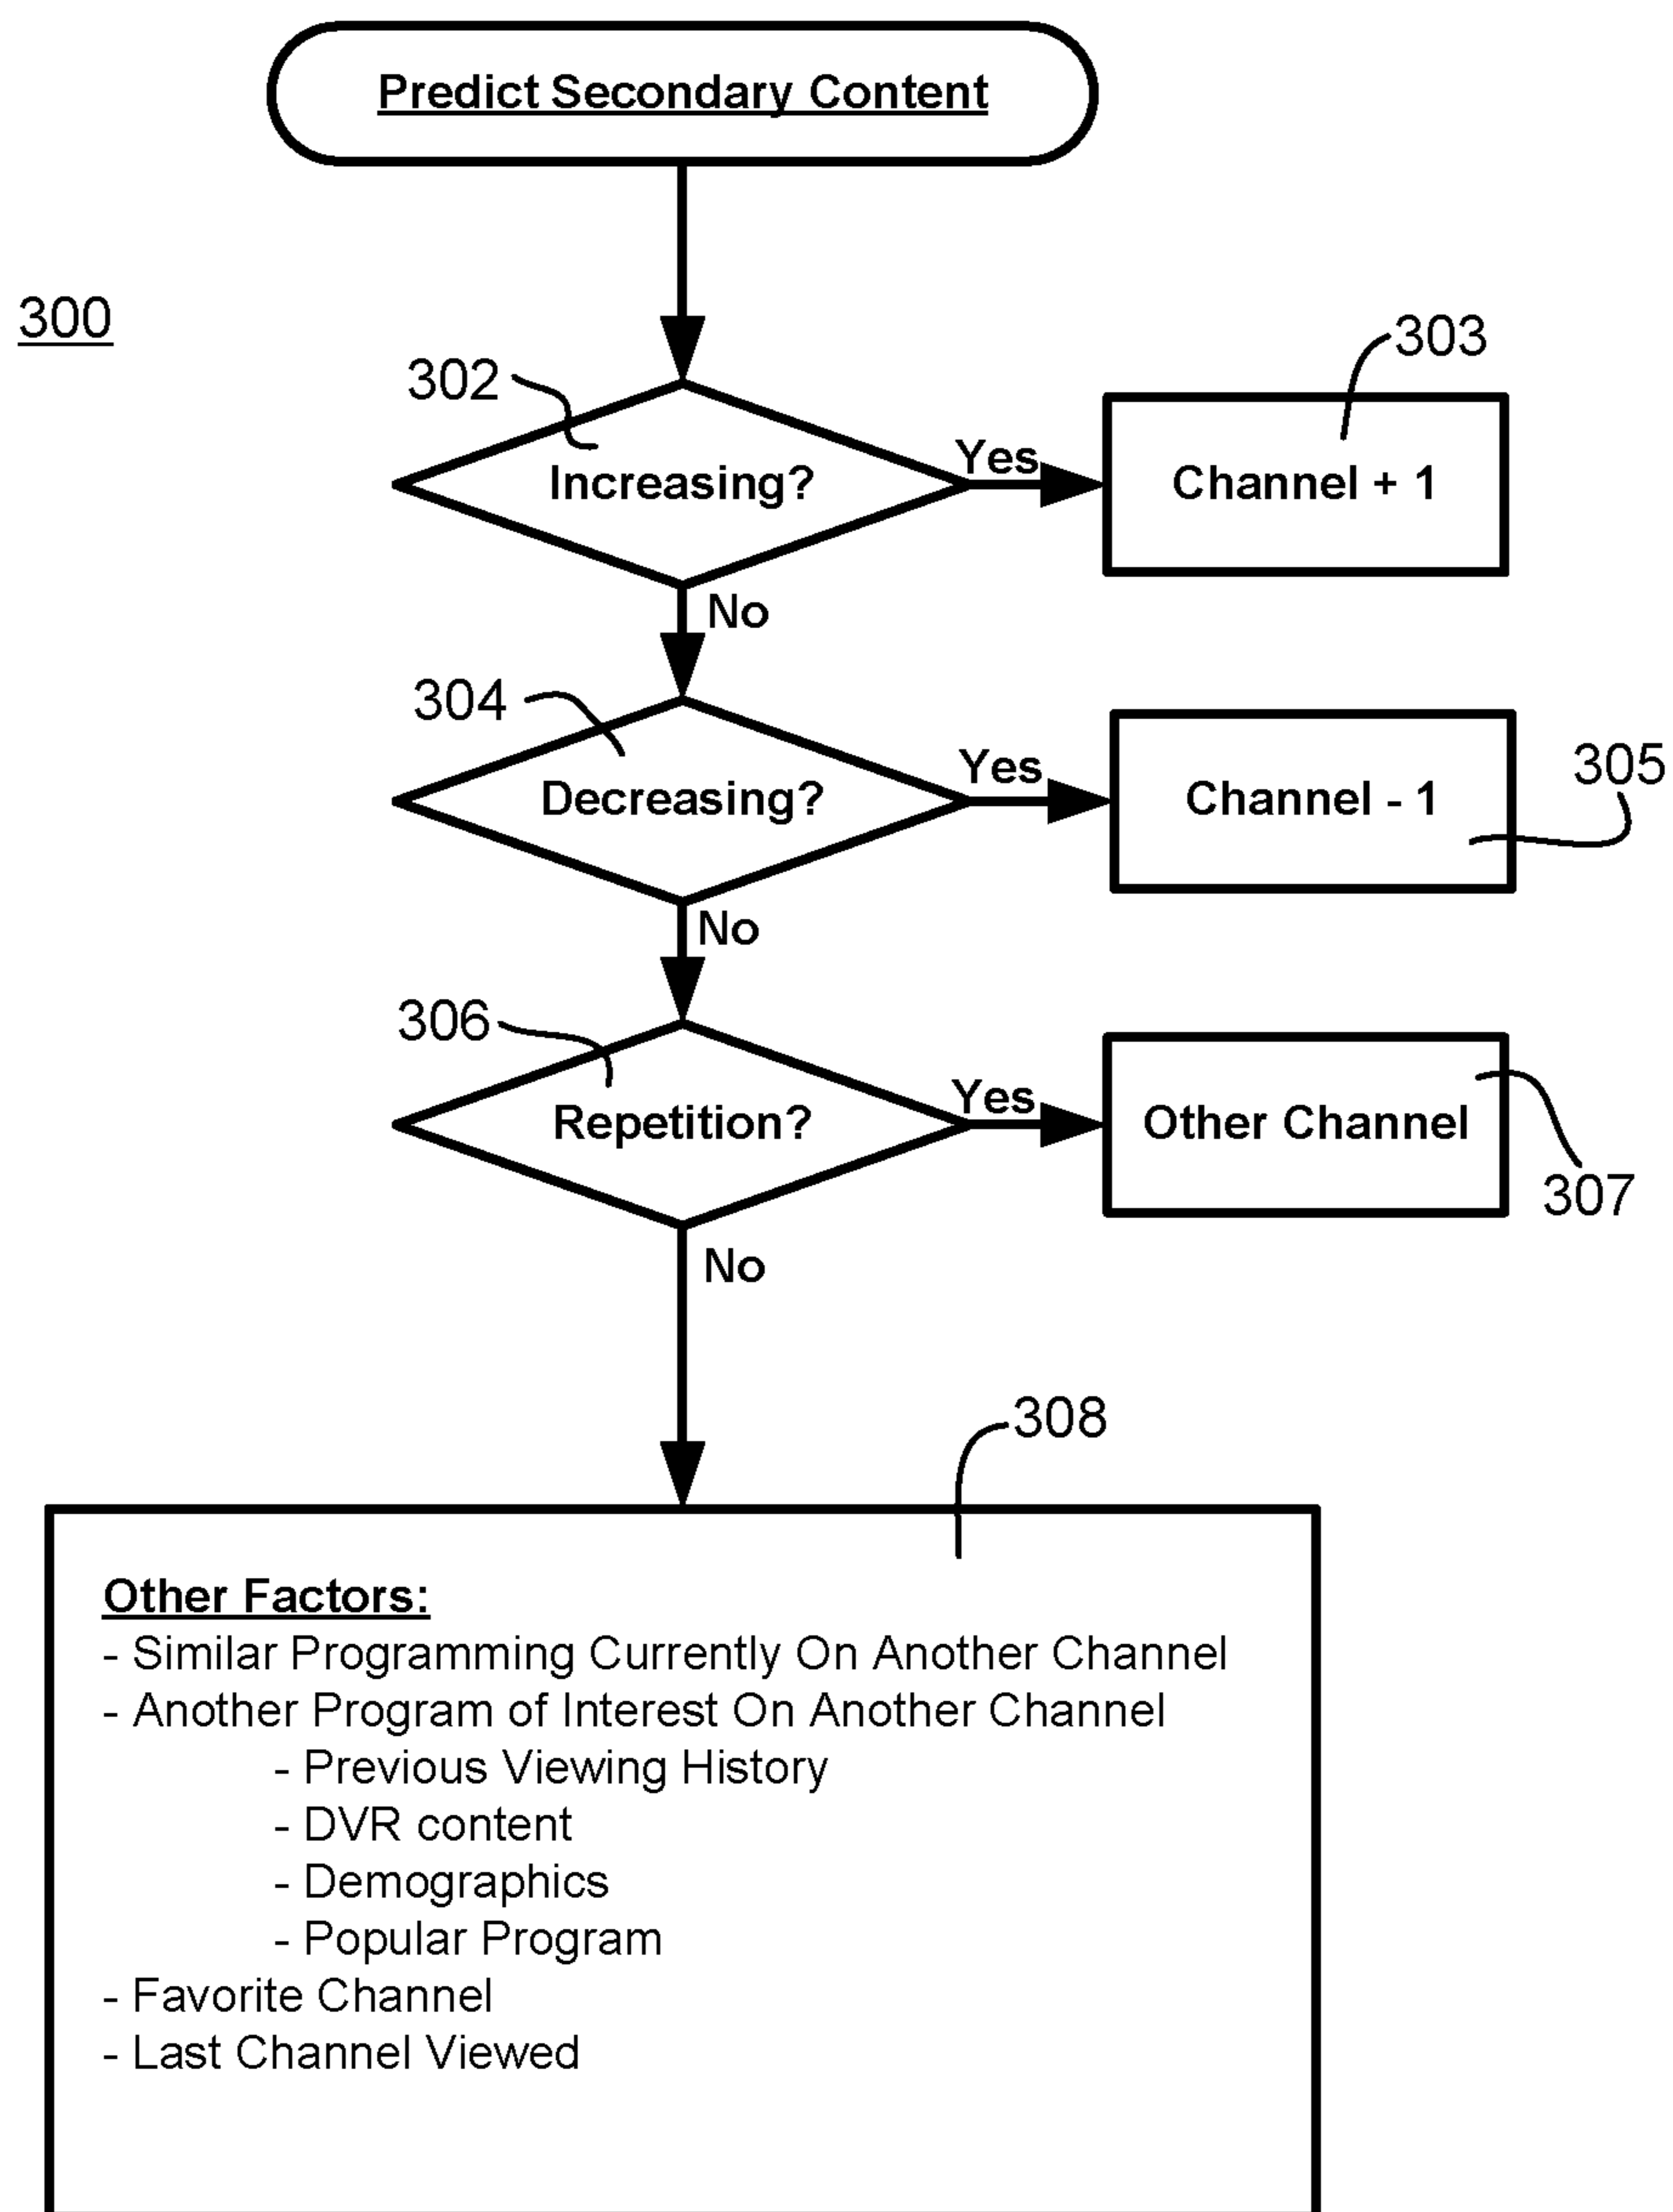 Predict Secondary Content
300
302
303
Increasing?
Yes
Channel + 1
No
304
305
Decreasing?
Yes
Channel - 1
No
306
Repetition?
Yes
Other Channel
307
No
308
Other Factors:
- Similar Programming Currently On Another Channel
- Another Program of Interest On Another Channel
- Previous Viewing History
- DVR content
- Demographics
- Popular Program
- Favorite Channel
- Last Channel Viewed